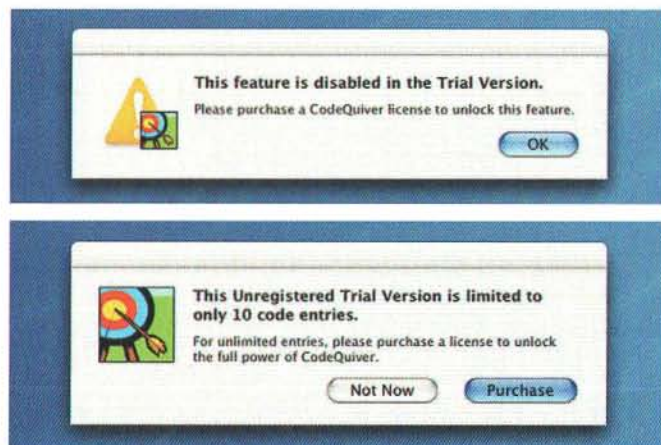 This feature is disabled in the Trial Version.
Please purchase a CodeQuiver license to unlock this feature.
OK
This Unregistered Trial Version is limited to
only 10 code entries.
For unlimited entries, please purchase a license to unlock
the full power of CodeQuiver.
Not Now
Purchase